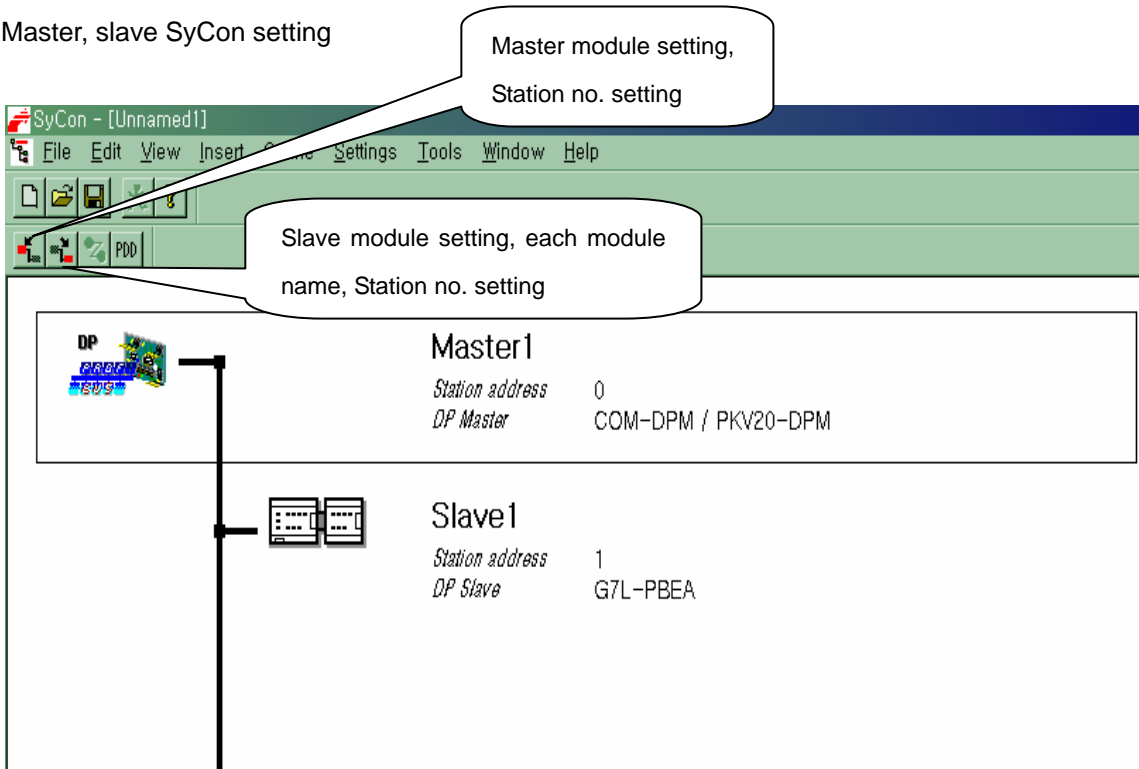 Master, slave SyCon setting
Master module setting,
Station no. setting
SyCon - [Unnamed1]
File Edit View Insert Settings Tools Window Help
Slave module setting, each module
name, Station no. setting
PDD
DP
Master1
Station address 0
DP Master COM-DPM / PKV20-DPM
Slave1
Station address 1
DP Slave G7L-PBEA